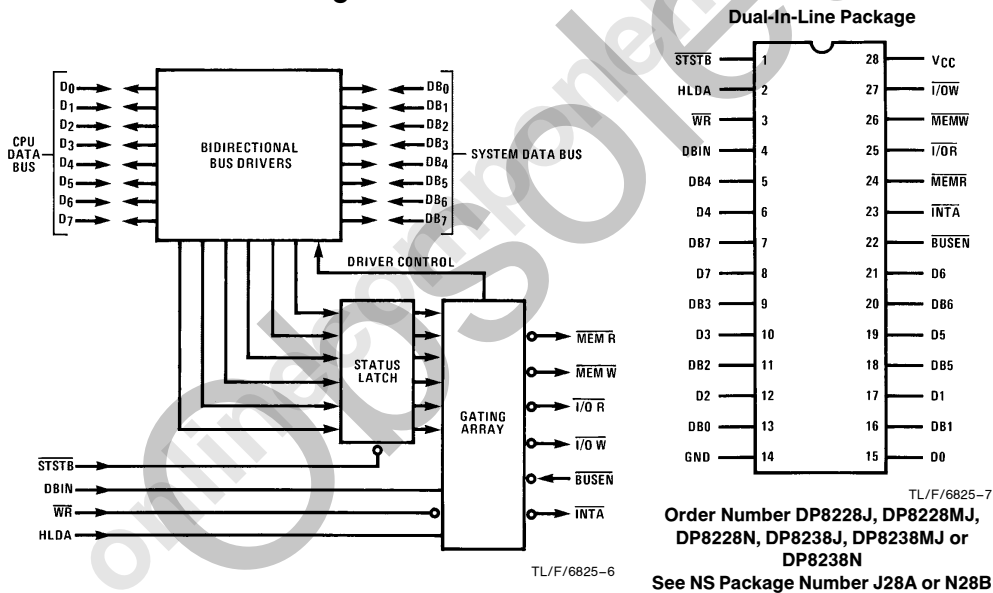 Dual-In-Line Package
D0
D1
D2
D3
D4
D5
D6
D7
CPU
DATA
BUS
BIDIRECTIONAL
BUS DRIVERS
DB0
DB1
DB2
DB3
DB4
DB5
DB6
DB7
SYSTEM DATA BUS
DRIVER CONTROL
STATUS
LATCH
GATING
ARRAY
MEM R
MEM W
I/O R
I/O W
BUSEN
INTA
STSTB
DBIN
WR
HLDA
TL/F/6825–6
STSTB 1 28 VCC
HLDA 2 27 I/OW
WR 3 26 MEMW
DBIN 4 25 I/OR
DB4 5 24 MEMR
D4 6 23 INTA
DB7 7 22 BUSEN
D7 8 21 D6
DB3 9 20 DB6
D3 10 19 D5
DB2 11 18 DB5
D2 12 17 D1
DB0 13 16 DB1
GND 14 15 D0
TL/F/6825–7
Order Number DP8228J, DP8228MJ,
DP8228N, DP8238J, DP8238MJ or
DP8238N
See NS Package Number J28A or N28B
Obsole
onlinecomponen